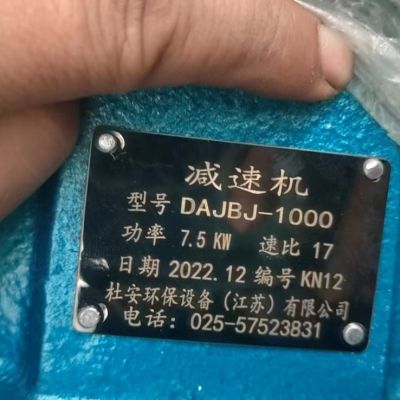 减速机
型号 DAJBJ-1000
功率 7.5 KW 速比 17
日期 2022.12 编号 KN12
杜安环保设备（江苏）有限公司
电话：025-57523831